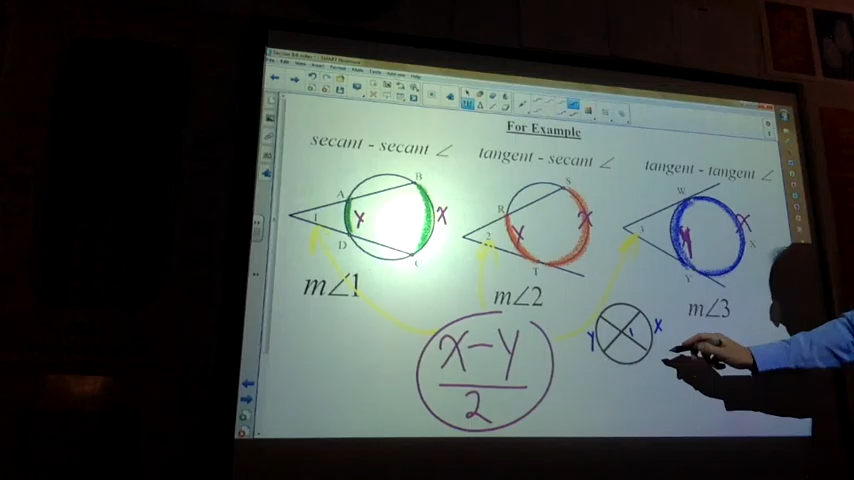 For Example
secant - secant ∠
tangent - secant ∠
tangent - tangent ∠
A
B
x
y
1
D
C
m∠1
S
R
x
y
2
T
m∠2
W
x
y
3
X
Y
m∠3
x-y
2
y
1
x